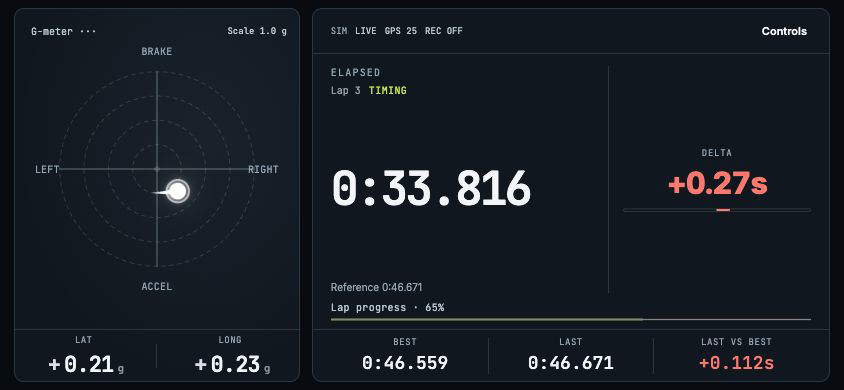 G-meter ··· Scale 1.0 g
BRAKE
LEFT RIGHT
ACCEL
LAT LONG
+0.21 g +0.23 g
SIM LIVE GPS 25 REC OFF Controls
ELAPSED
Lap 3 TIMING
0:33.816
DELTA
+0.27s
Reference 0:46.671
Lap progress · 65%
BEST LAST LAST VS BEST
0:46.559 0:46.671 +0.112s